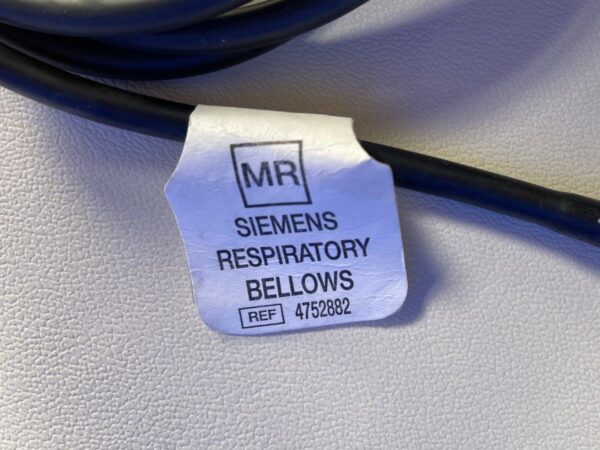 MR
SIEMENS
RESPIRATORY
BELLOWS
REF 4752882